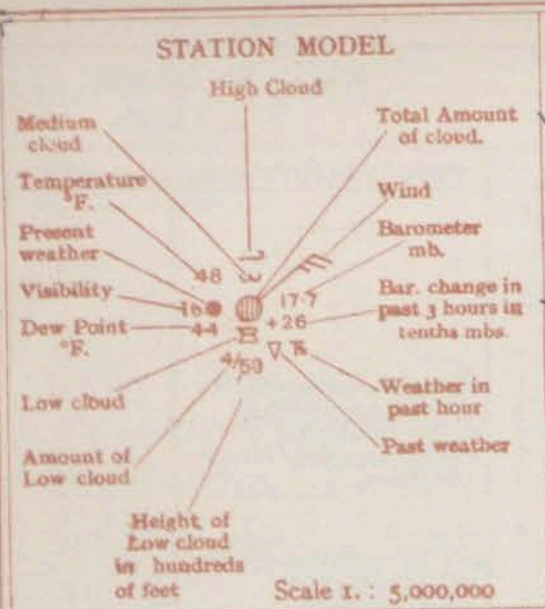 STATION MODEL
High Cloud
Medium
cloud
Total Amount
of cloud.
Temperature
°F.
Wind
Present
weather
Barometer
mb.
48
Visibility
16
17·7
Bar. change in
past 3 hours in
tenths mbs.
Dew Point
°F.
44
+26
4/50
Low cloud
Weather in
past hour
Amount of
Low cloud
Past weather
Height of
Low cloud
in hundreds
of feet
Scale 1. : 5,000,000